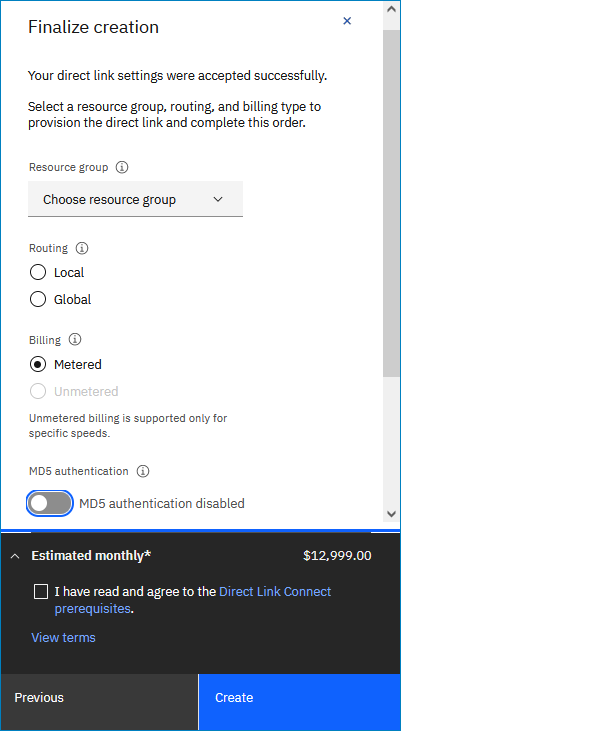 Finalize creation
Your direct link settings were accepted successfully.
Select a resource group, routing, and billing type to
provision the direct link and complete this order.
Resource group
Choose resource group
Routing
Local
Global
Billing
Metered
Unmetered
Unmetered billing is supported only for
specific speeds.
MD5 authentication
MD5 authentication disabled
Estimated monthly* $12,999.00
I have read and agree to the Direct Link Connect
prerequisites.
View terms
Previous Create